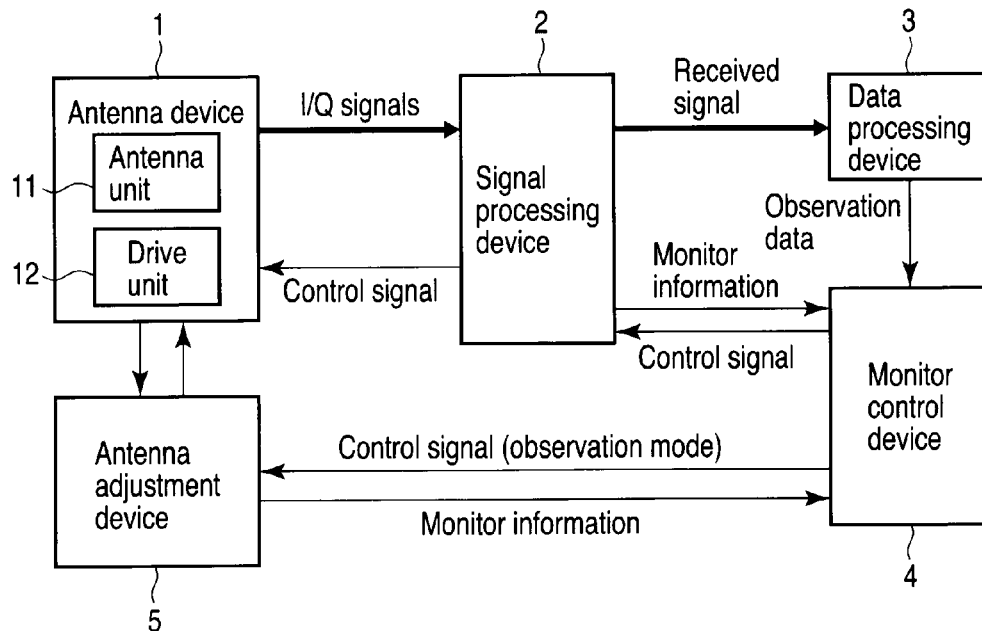 1
2
3
Antenna device
Antenna
unit
11
Drive
unit
12
I/Q signals
Control signal
Signal
processing
device
Received
signal
Data
processing
device
Observation
data
Monitor
information
Control signal
Monitor
control
device
4
Antenna
adjustment
device
5
Control signal (observation mode)
Monitor information